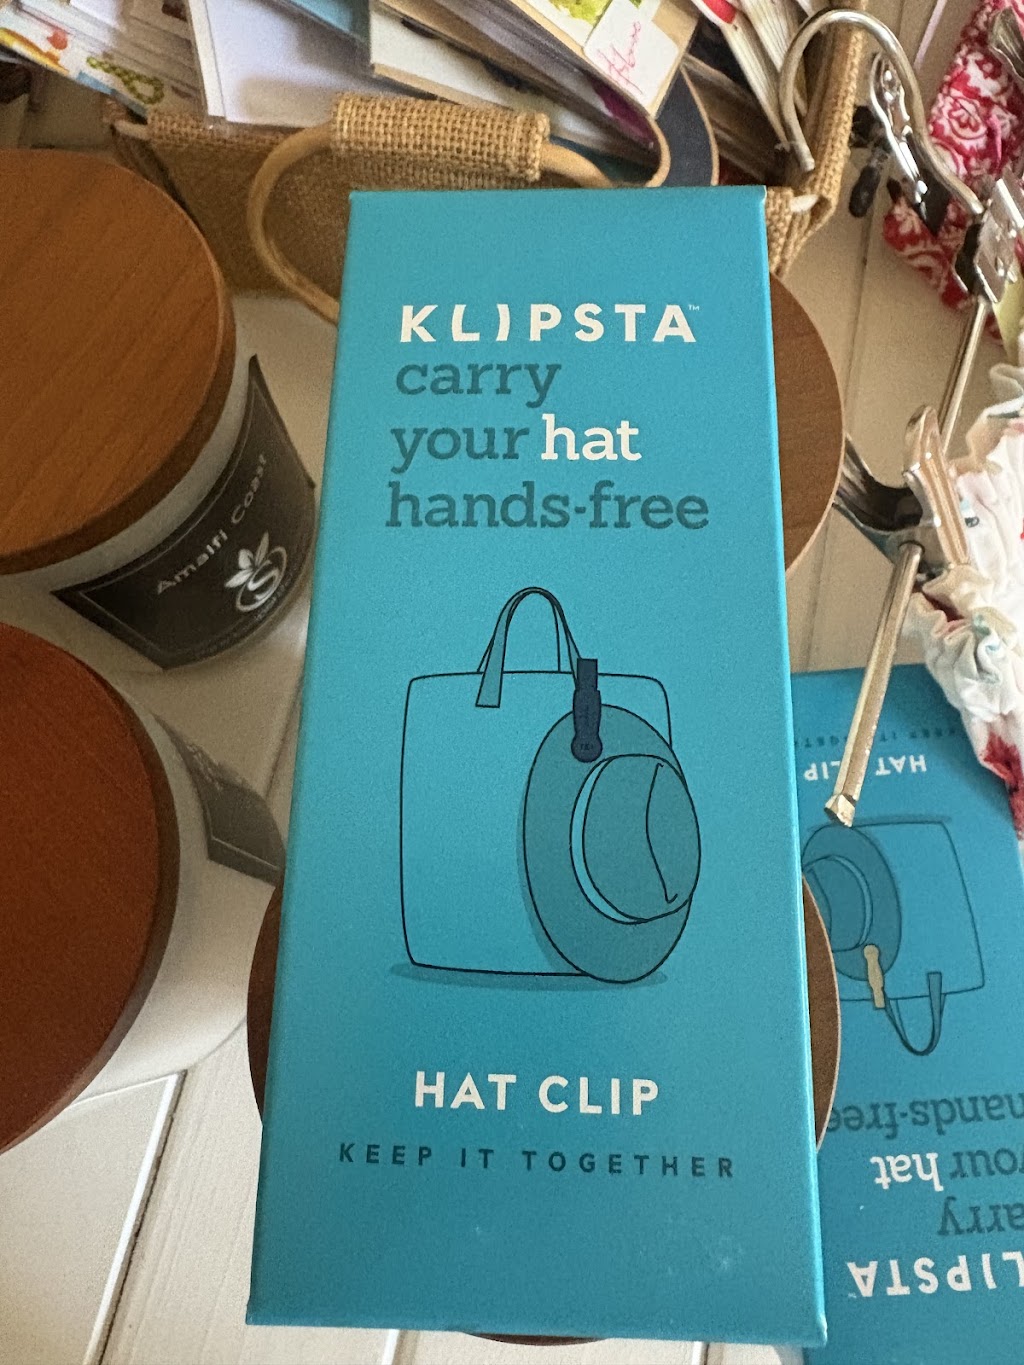 KLIPSTA™
carry
your hat
hands-free
HAT CLIP
KEEP IT TOGETHER
Amalfi Coast
HAT CLIP
hands-free
your hat
carry
KLIPSTA